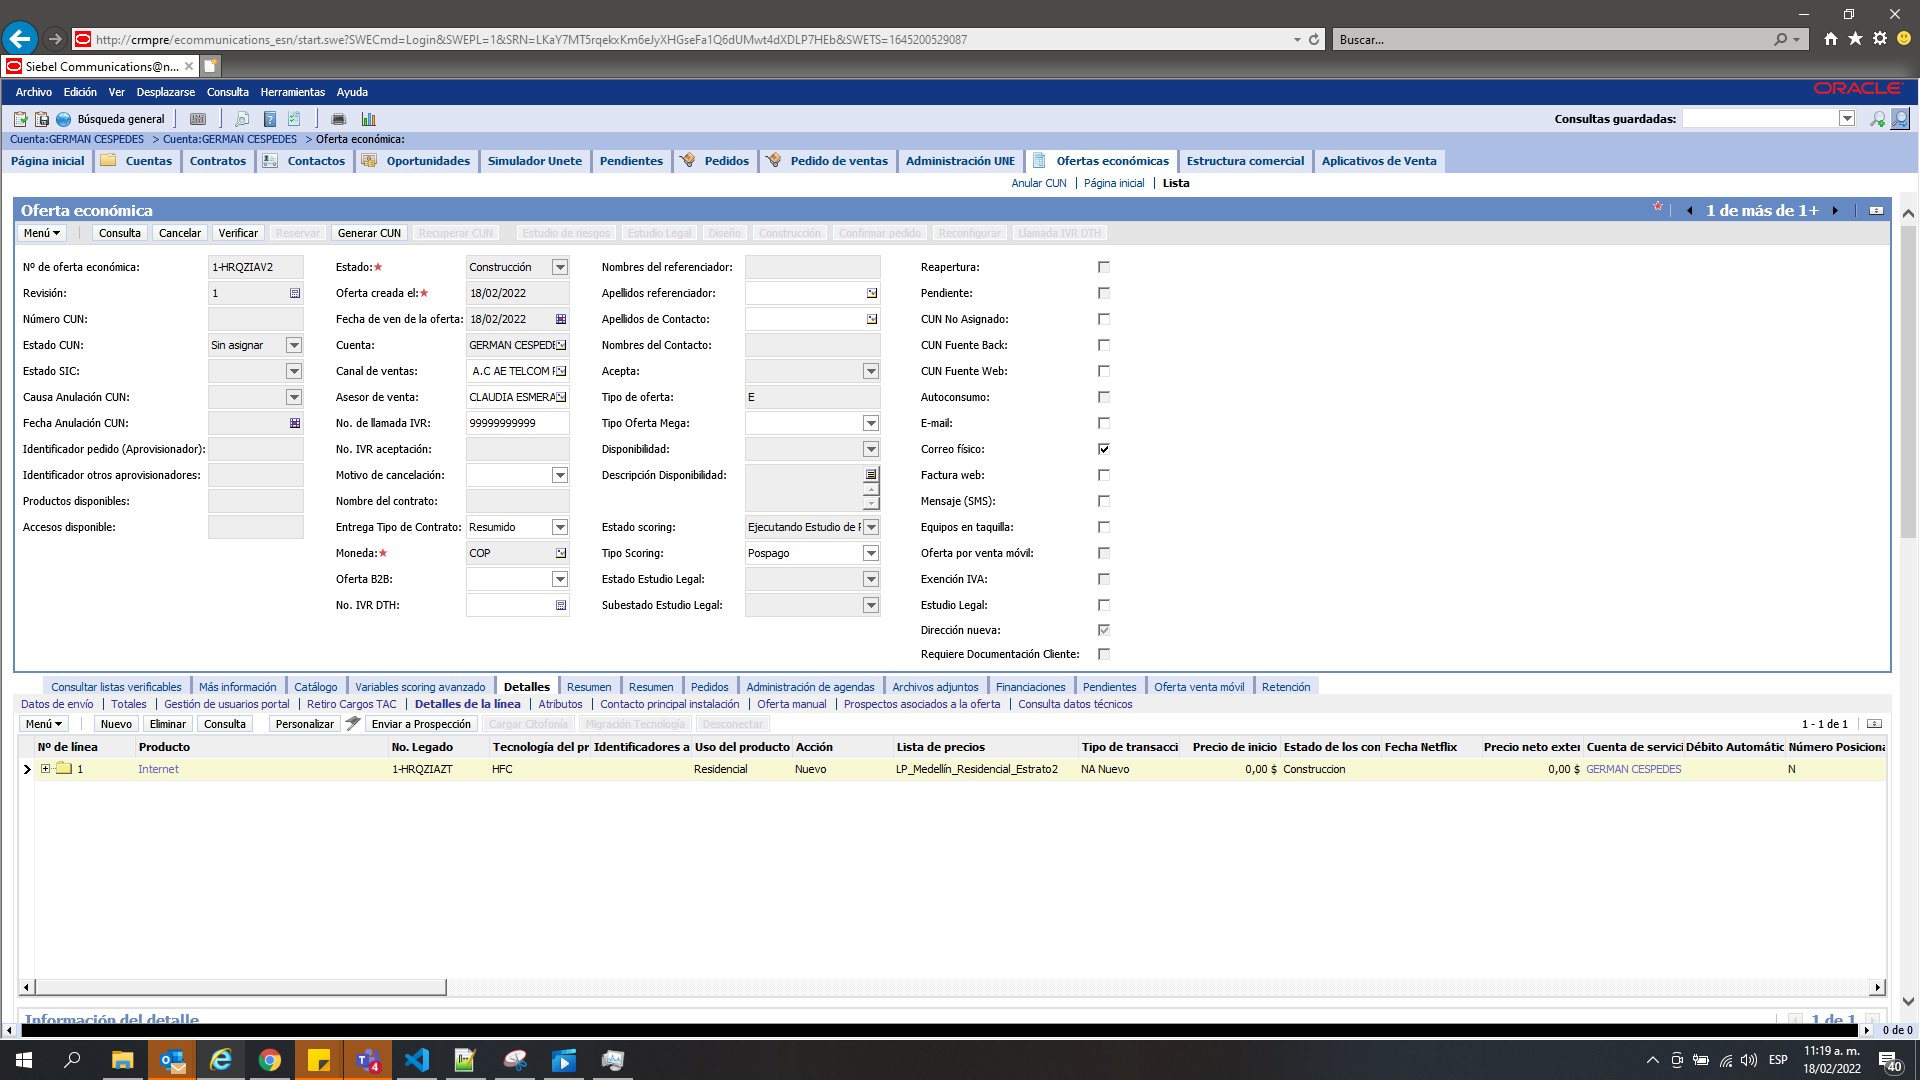 http://crmpre/ecommunications_esn/start.swe?SWECmd=Login&SWEPL=1&SRN=LKaY7MT5rqekxKm6eJyXHGseFa1Q6dUMwt4dXDLP7HEb&SWETS=1645200529087
Buscar...
Siebel Communications@n...
Archivo Edición Ver Desplazarse Consulta Herramientas Ayuda
ORACLE
Búsqueda general
Consultas guardadas:
Cuenta:GERMAN CESPEDES > Cuenta:GERMAN CESPEDES > Oferta económica:
Página inicial Cuentas Contratos Contactos Oportunidades Simulador Unete Pendientes Pedidos Pedido de ventas Administración UNE Ofertas económicas Estructura comercial Aplicativos de Venta
Anular CUN | Página inicial | Lista
Oferta económica
1 de más de 1+
Menú Consulta Cancelar Verificar Reservar Generar CUN Recuperar CUN Estudio de riesgos Estudio Legal Diseño Construcción Confirmar pedido Reconfigurar Llamada IVR DTH
Nº de oferta económica: 1-HRQZIAV2 Estado:★ Construcción Nombres del referenciador: Reapertura:
Revisión: 1 Oferta creada el:★ 18/02/2022 Apellidos referenciador: Pendiente:
Número CUN: Fecha de ven de la oferta: 18/02/2022 Apellidos de Contacto: CUN No Asignado:
Estado CUN: Sin asignar Cuenta: GERMAN CESPEDE Nombres del Contacto: CUN Fuente Back:
Estado SIC: Canal de ventas: A.C AE TELCOM F Acepta: CUN Fuente Web:
Causa Anulación CUN: Asesor de venta: CLAUDIA ESMERA Tipo de oferta: E Autoconsumo:
Fecha Anulación CUN: No. de llamada IVR: 99999999999 Tipo Oferta Mega: E-mail:
Identificador pedido (Aprovisionador): No. IVR aceptación: Disponibilidad: Correo físico:
Identificador otros aprovisionadores: Motivo de cancelación: Descripción Disponibilidad: Factura web:
Productos disponibles: Nombre del contrato: Mensaje (SMS):
Accesos disponible: Entrega Tipo de Contrato: Resumido Estado scoring: Ejecutando Estudio de F Equipos en taquilla:
Moneda:★ COP Tipo Scoring: Pospago Oferta por venta móvil:
Oferta B2B: Estado Estudio Legal: Exención IVA:
No. IVR DTH: Subestado Estudio Legal: Estudio Legal:
Dirección nueva:
Requiere Documentación Cliente:
Consultar listas verificables Más información Catálogo Variables scoring avanzado Detalles Resumen Resumen Pedidos Administración de agendas Archivos adjuntos Financiaciones Pendientes Oferta venta móvil Retención
Datos de envío | Totales | Gestión de usuarios portal | Retiro Cargos TAC | Detalles de la línea | Atributos | Contacto principal instalación | Oferta manual | Prospectos asociados a la oferta | Consulta datos técnicos
Menú Nuevo Eliminar Consulta Personalizar Enviar a Prospección Cargar Citofonía Migración Tecnología Desconectar 1 - 1 de 1
Nº de línea Producto No. Legado Tecnología del pr Identificadores a Uso del producto Acción Lista de precios Tipo de transacci Precio de inicio Estado de los con Fecha Netflix Precio neto exter Cuenta de servici Débito Automátic Número Posiciona
1 Internet 1-HRQZIAZT HFC Residencial Nuevo LP_Medellín_Residencial_Estrato2 NA Nuevo 0,00 $ Construccion 0,00 $ GERMAN CESPEDES N
Información del detalle 1 de 1
0 de 0
4
ESP
11:19 a. m.
18/02/2022
40